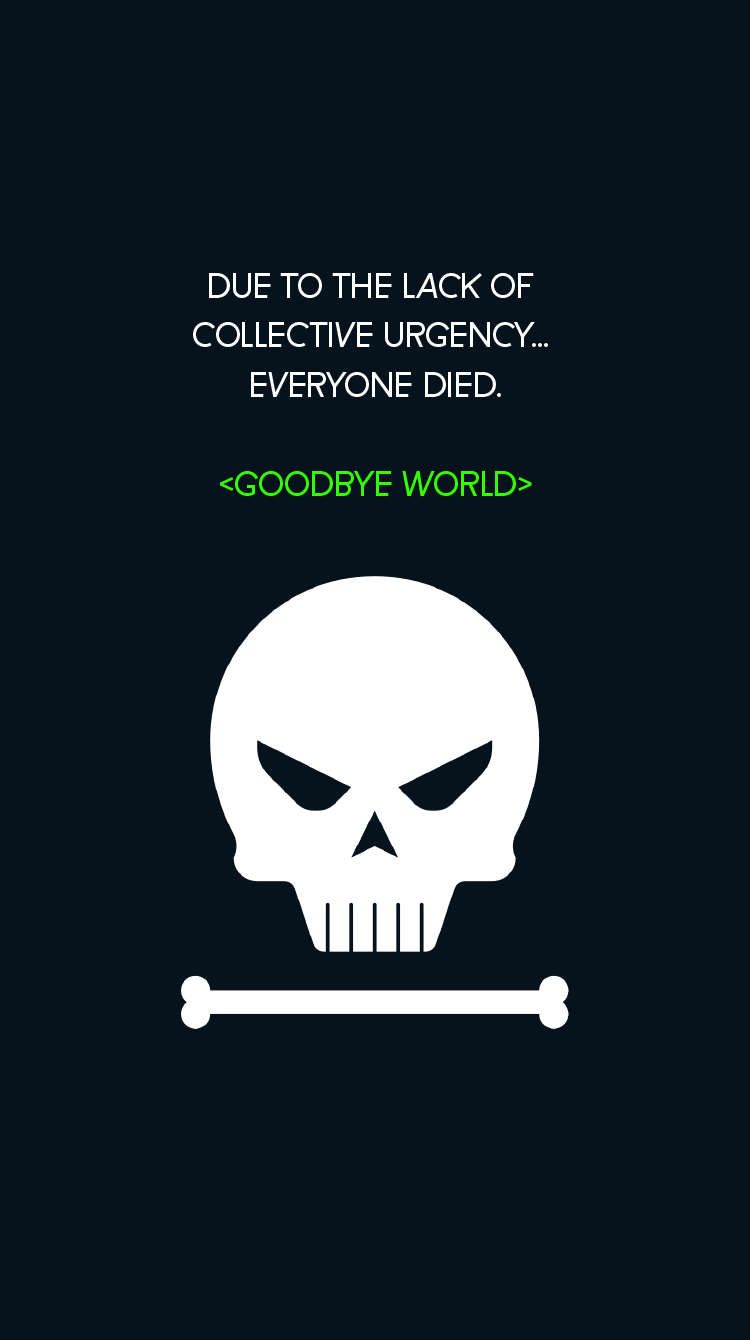 DUE TO THE LACK OF
COLLECTIVE URGENCY...
EVERYONE DIED.
<GOODBYE WORLD>